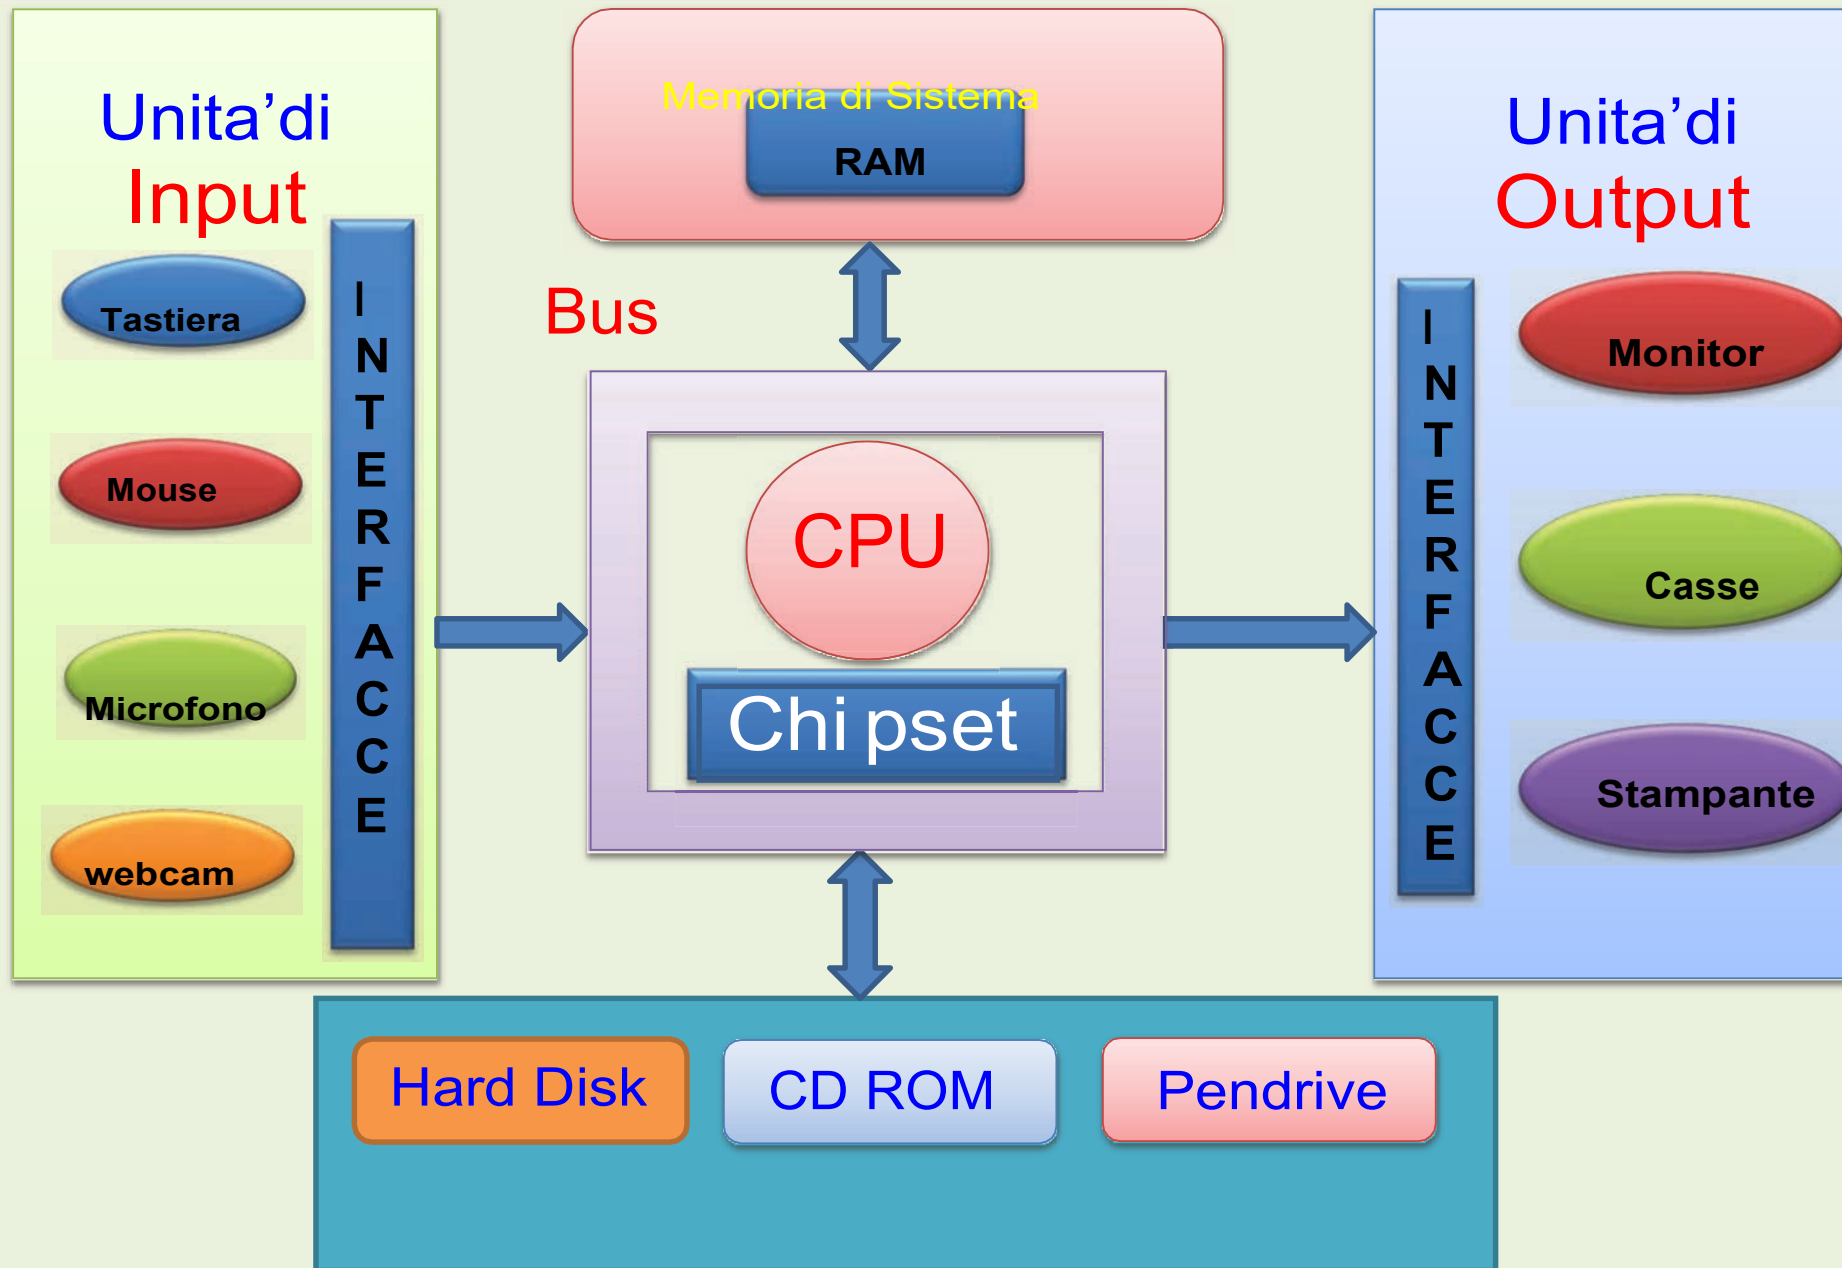 Unita'di
Input
Tastiera
Mouse
Microfono
webcam
I
N
T
E
R
F
A
C
C
E
Memoria di Sistema
RAM
Bus
CPU
Chi pset
Unita'di
Output
I
N
T
E
R
F
A
C
C
E
Monitor
Casse
Stampante
Hard Disk
CD ROM
Pendrive